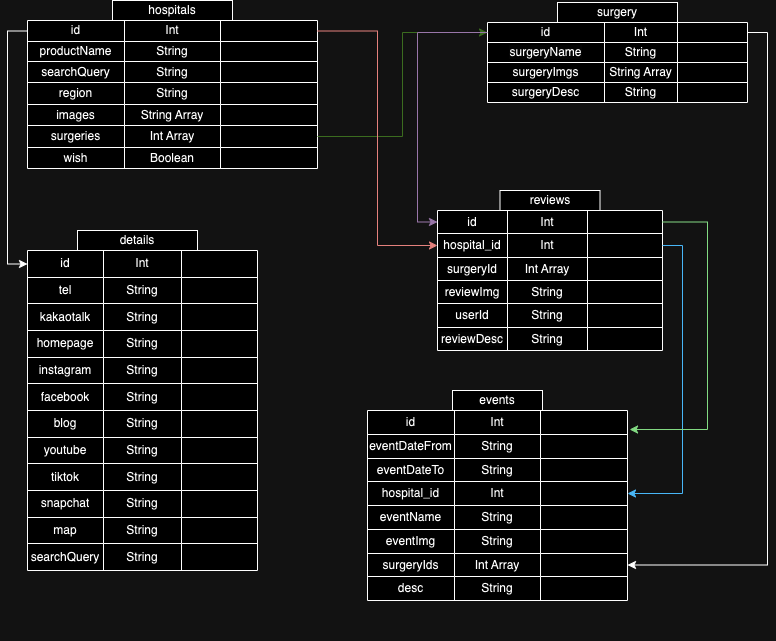 hospitals
id Int
productName String
searchQuery String
region String
images String Array
surgeries Int Array
wish Boolean
surgery
id Int
surgeryName String
surgeryImgs String Array
surgeryDesc String
details
id Int
tel String
kakaotalk String
homepage String
instagram String
facebook String
blog String
youtube String
tiktok String
snapchat String
map String
searchQuery String
reviews
id Int
hospital_id Int
surgeryId Int Array
reviewImg String
userId String
reviewDesc String
events
id Int
eventDateFrom String
eventDateTo String
hospital_id Int
eventName String
eventImg String
surgeryIds Int Array
desc String